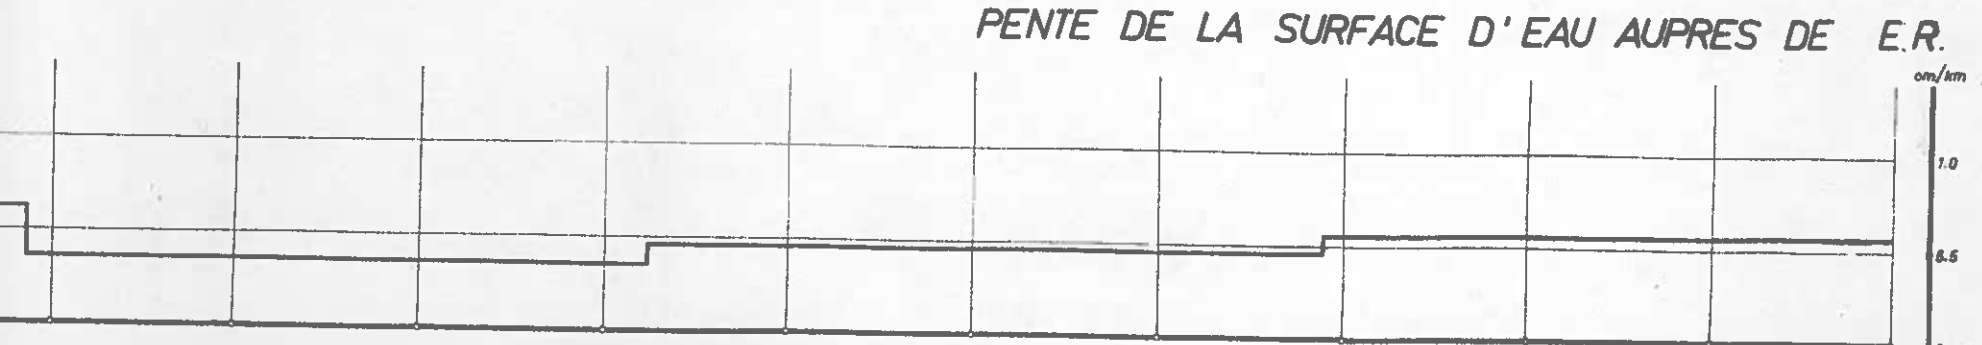 PENTE DE LA SURFACE D'EAU AUPRES DE E.R.
cm/km
1.0
0.5